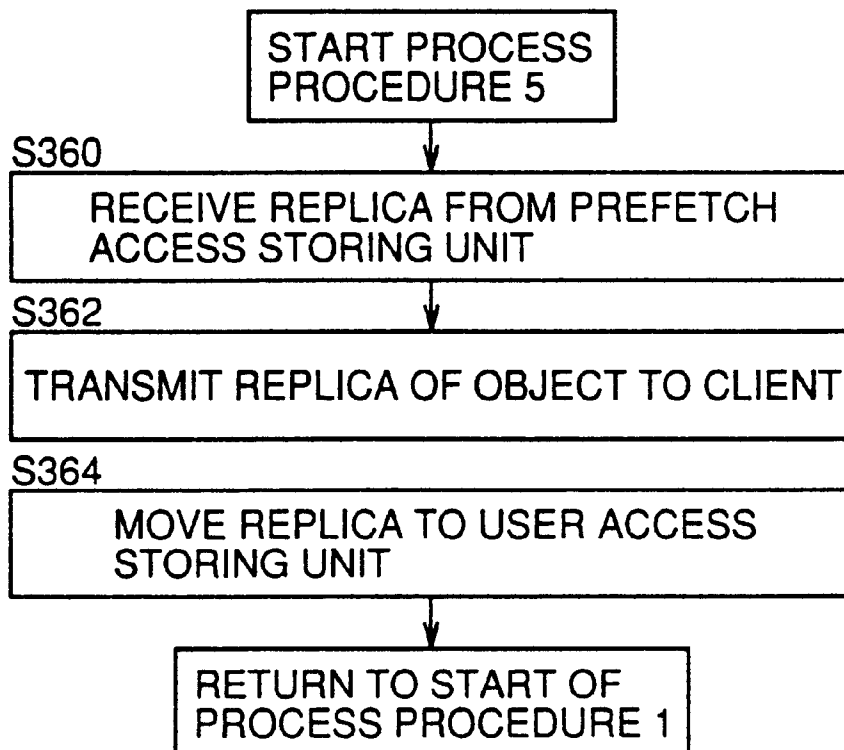 START PROCESS
PROCEDURE 5
S360
RECEIVE REPLICA FROM PREFETCH
ACCESS STORING UNIT
S362
TRANSMIT REPLICA OF OBJECT TO CLIENT
S364
MOVE REPLICA TO USER ACCESS
STORING UNIT
RETURN TO START OF
PROCESS PROCEDURE 1